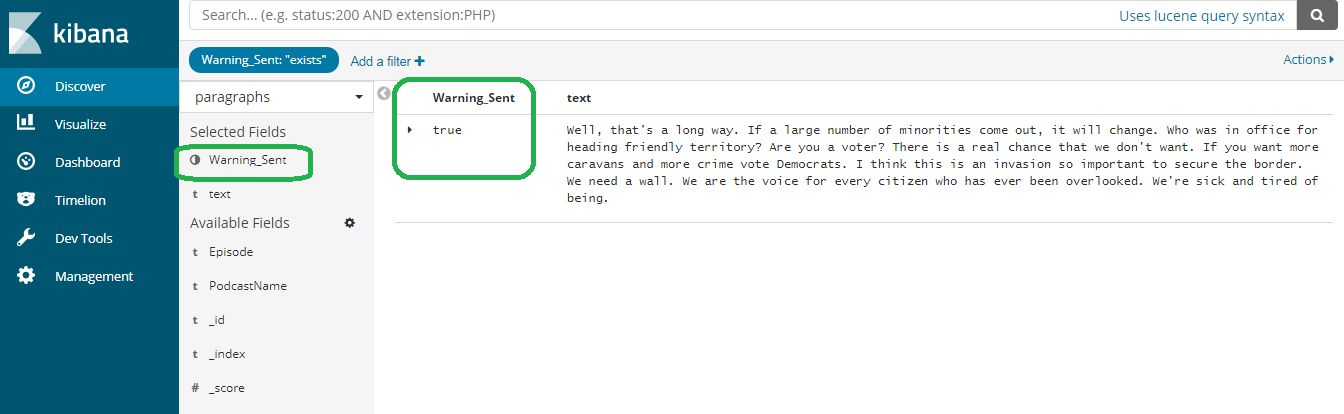 kibana
Discover
Visualize
Dashboard
Timelion
Dev Tools
Management
Search... (e.g. status:200 AND extension:PHP)
Uses lucene query syntax
Warning_Sent: "exists"
Add a filter +
Actions
paragraphs
Selected Fields
Warning_Sent
t text
Available Fields
t Episode
t PodcastName
t _id
t _index
# _score
Warning_Sent text
true
Well, that's a long way. If a large number of minorities come out, it will change. Who was in office for
heading friendly territory? Are you a voter? There is a real chance that we don't want. If you want more
caravans and more crime vote Democrats. I think this is an invasion so important to secure the border.
We need a wall. We are the voice for every citizen who has ever been overlooked. We're sick and tired of
being.